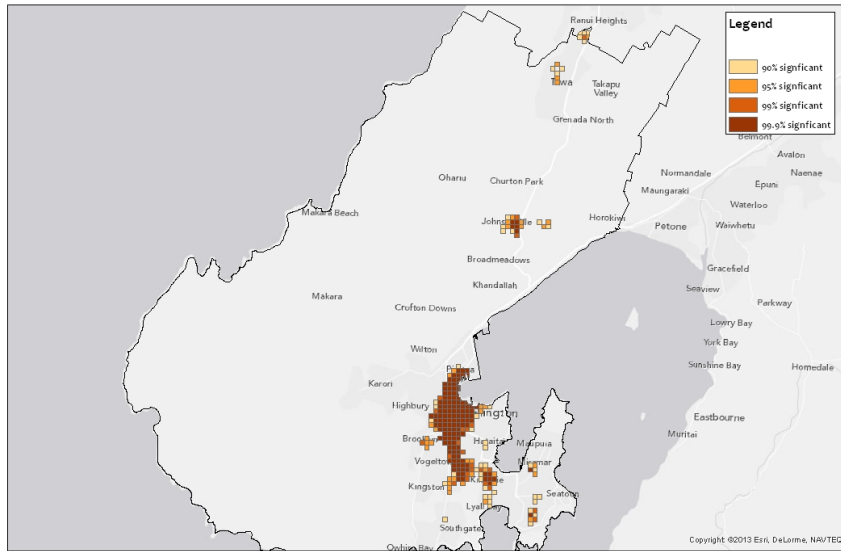 Ranui Heights
Legend
90% signficant
95% signficant
99% signficant
99.9% signficant
Takapu
Valley
Grenada North
Belmont
Avalon
Naenae
Normandale
Epuni
Maungaraki
Waterloo
Ohariu
Churton Park
Makara Beach
Horokiwi
Petone
Waiwhetu
Broadmeadows
Gracefield
Khandallah
Seaview
Makara
Parkway
Crofton Downs
Lowry Bay
York Bay
Wilton
Sunshine Bay
Homedale
Karori
Highbury
Eastbourne
Muritai
Maupuia
Kingston
Seatoun
Lyall Bay
Southgate
Owhiro Bay
Copyright ©2013 Esri, DeLorme, NAVTEQ